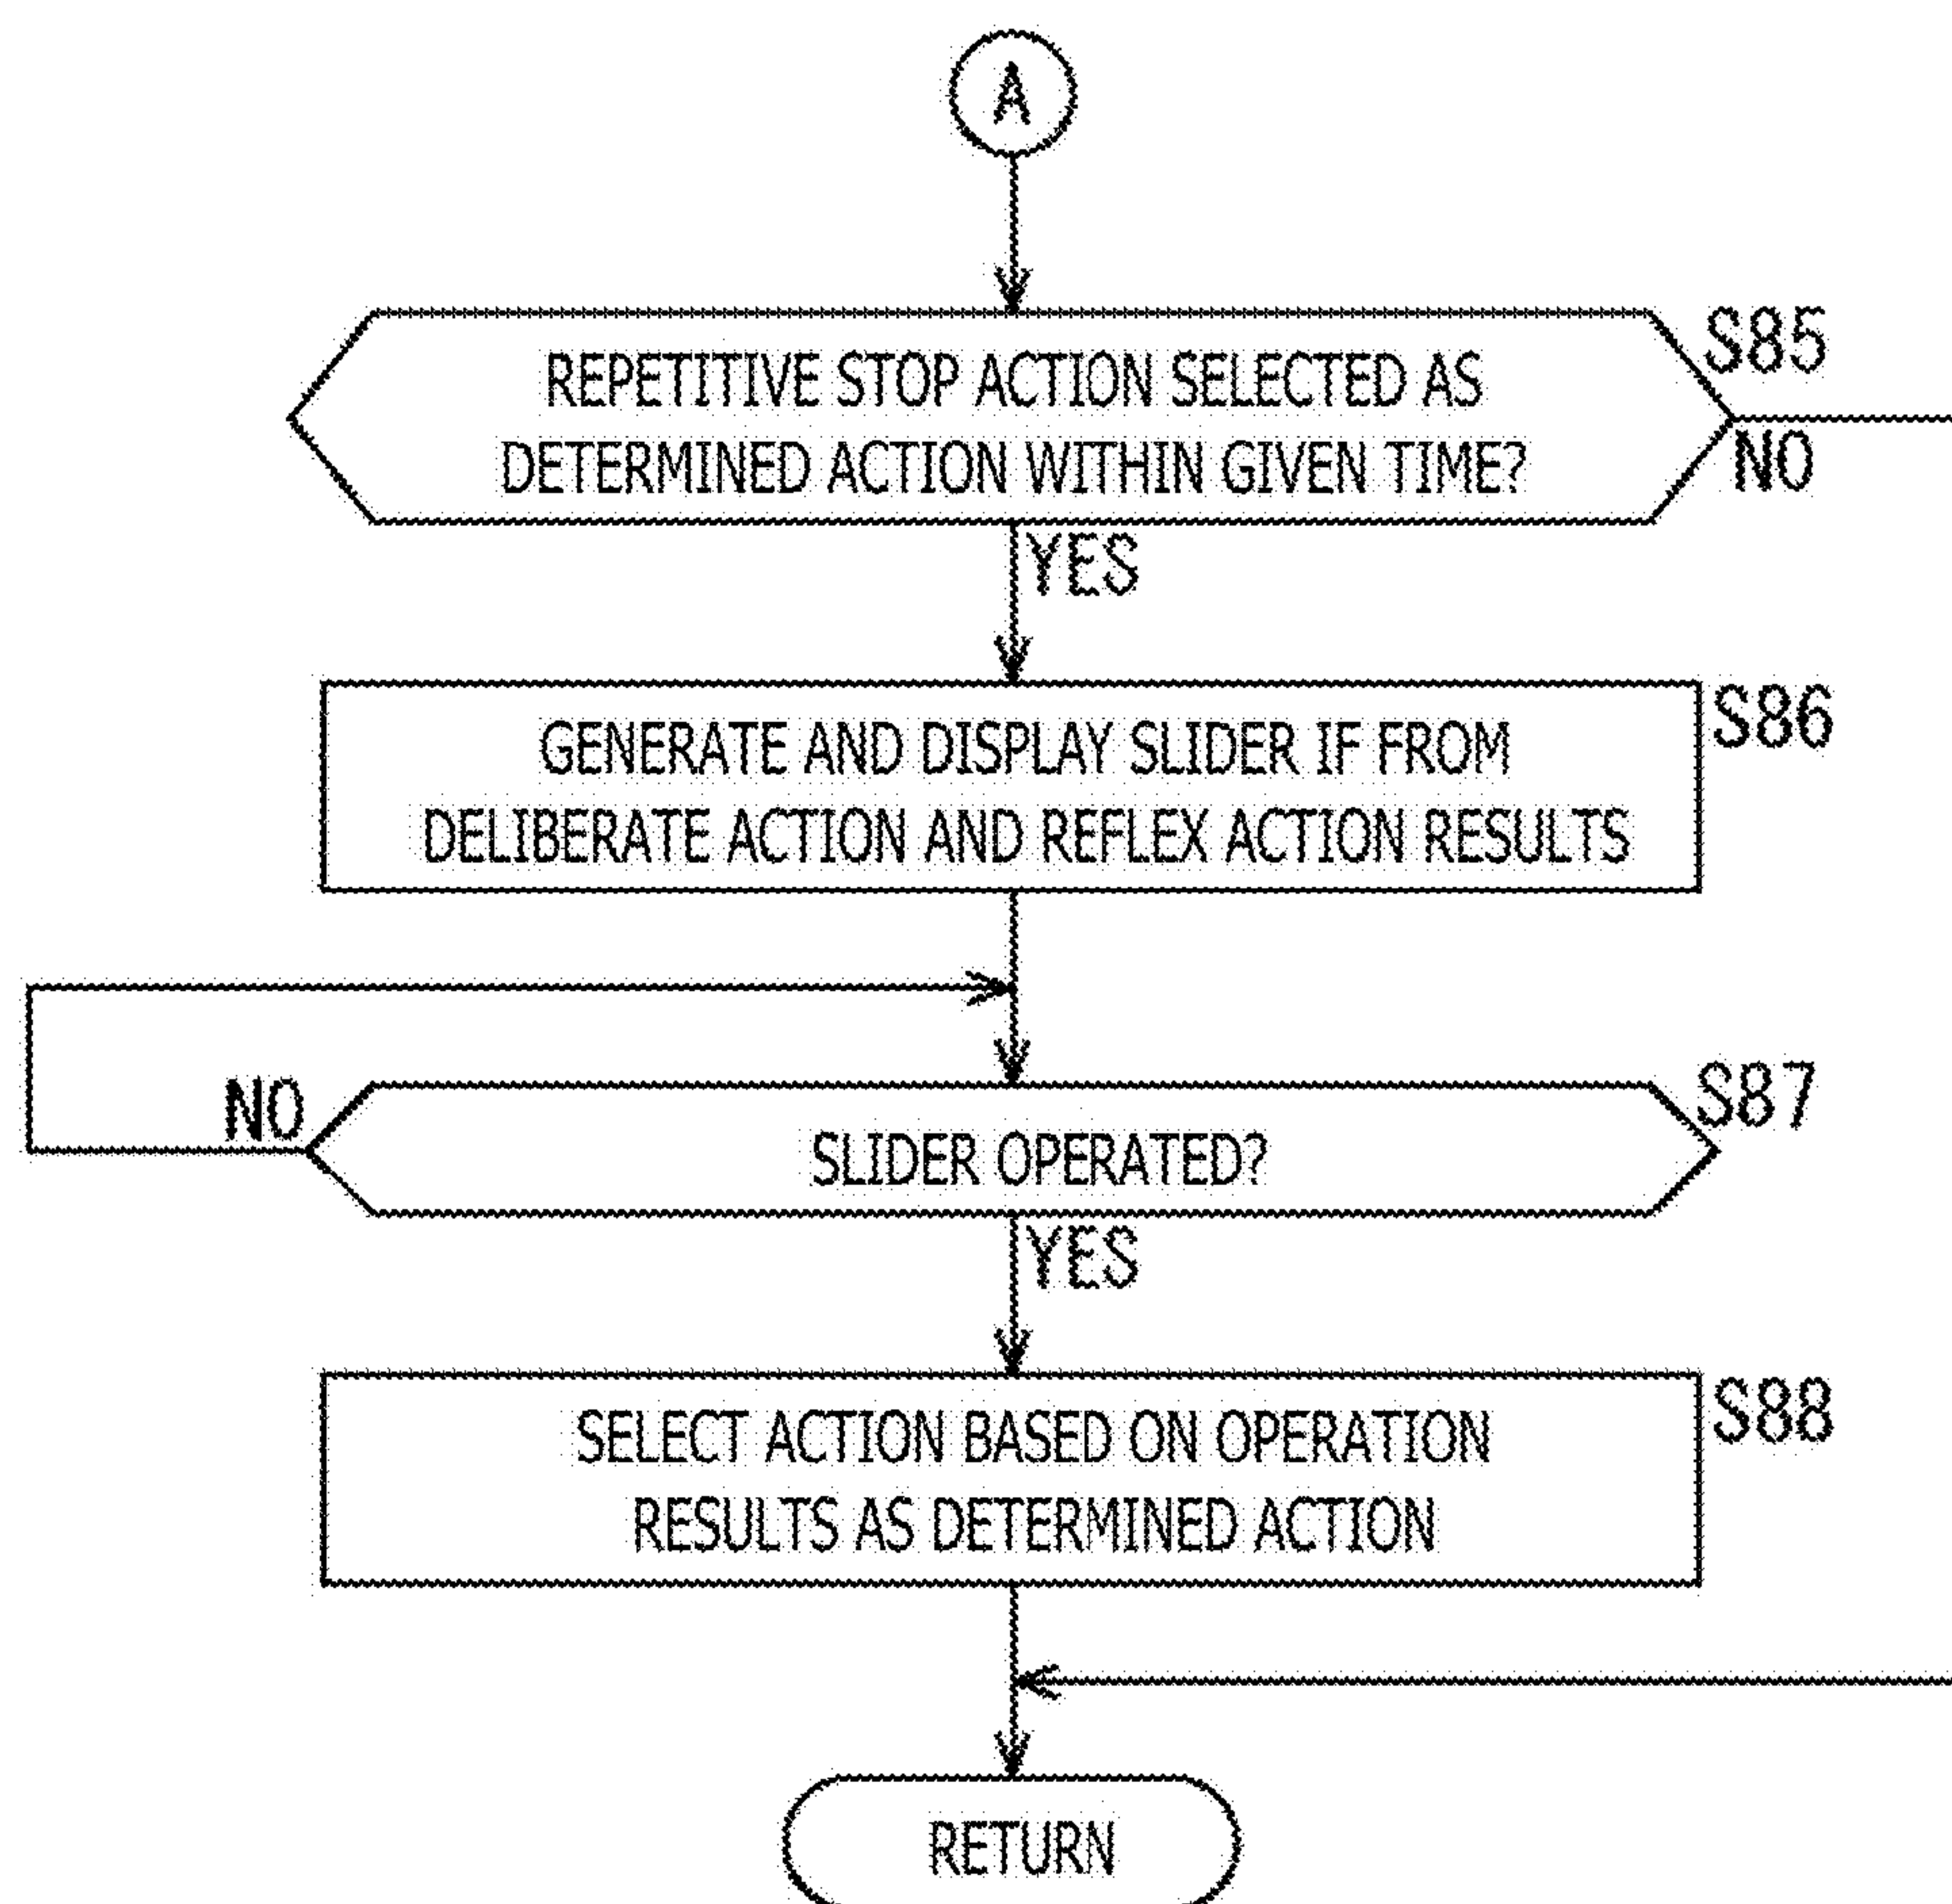 A
REPETITIVE STOP ACTION SELECTED AS
DETERMINED ACTION WITHIN GIVEN TIME?
S85
NO
YES
GENERATE AND DISPLAY SLIDER IF FROM
DELIBERATE ACTION AND REFLEX ACTION RESULTS
S86
NO
SLIDER OPERATED?
S87
YES
SELECT ACTION BASED ON OPERATION
RESULTS AS DETERMINED ACTION
S88
RETURN